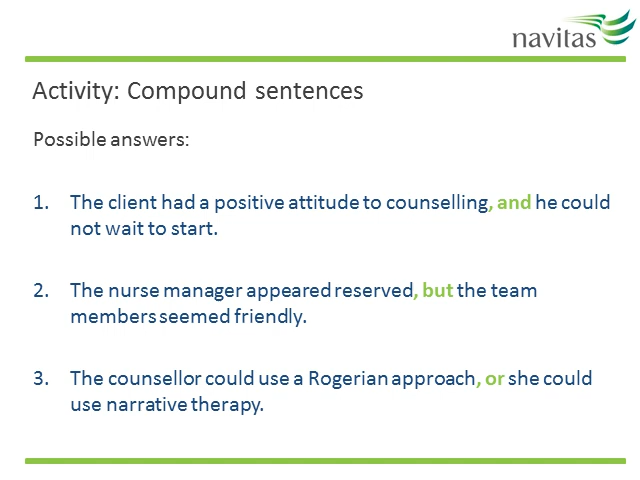 navitas
Activity: Compound sentences
Possible answers:
1. The client had a positive attitude to counselling, and he could
not wait to start.
2. The nurse manager appeared reserved, but the team
members seemed friendly.
3. The counsellor could use a Rogerian approach, or she could
use narrative therapy.